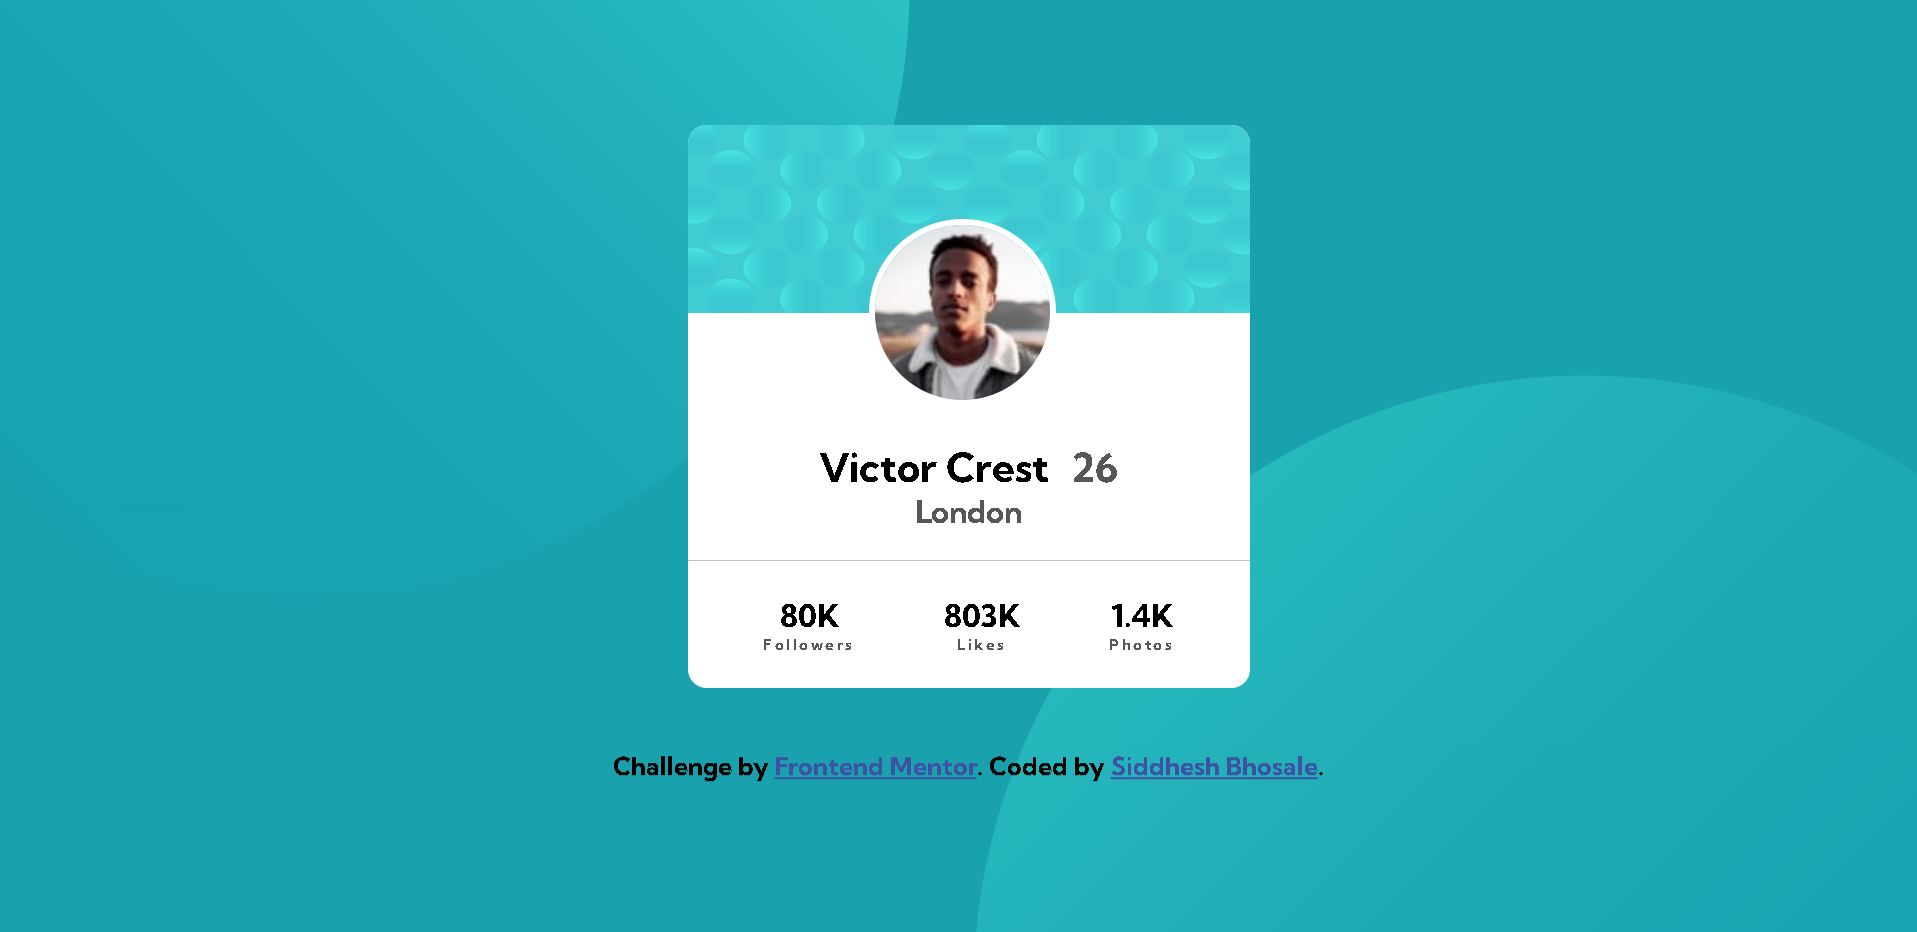 Victor Crest 26
London
80K 803K 1.4K
Followers Likes Photos
Challenge by Frontend Mentor. Coded by Siddhesh Bhosale.